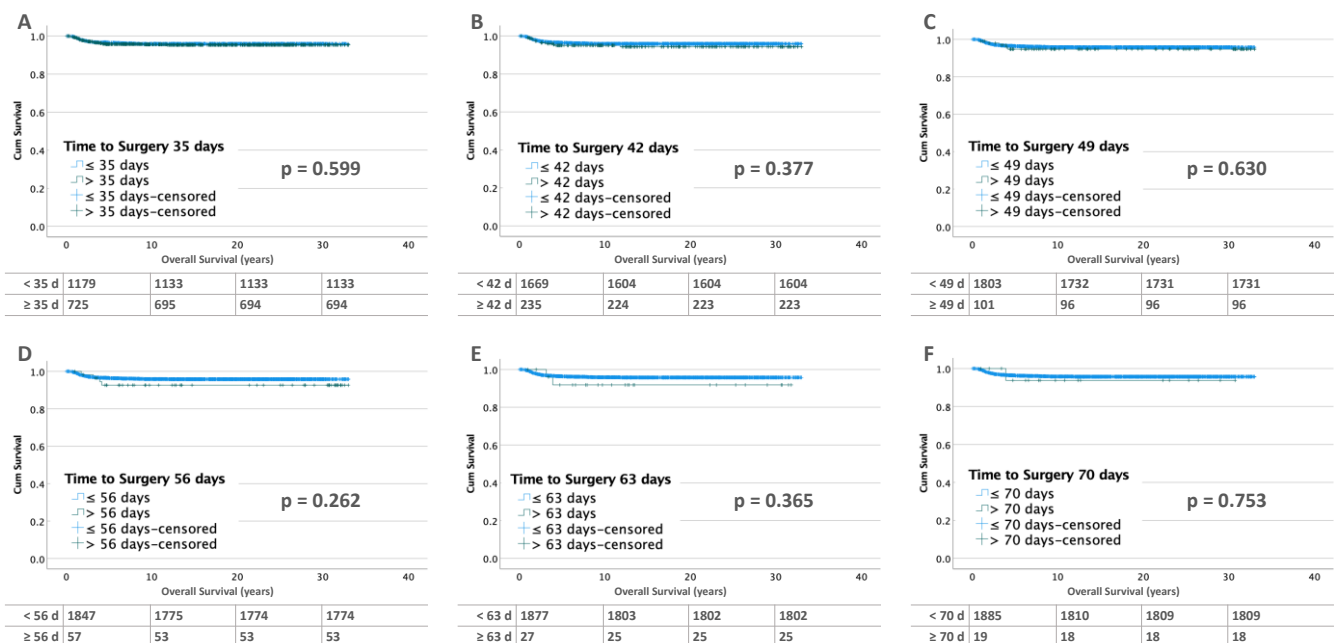 A
1.0
0.8
0.6
0.4
0.2
0.0
Cum Survival
Time to Surgery 35 days
≤ 35 days
> 35 days
≤ 35 days-censored
> 35 days-censored
p = 0.599
0 10 20 30 40
Overall Survival (years)
< 35 d 1179 1133 1133 1133
≥ 35 d 725 695 694 694
B
1.0
0.8
0.6
0.4
0.2
0.0
Cum Survival
Time to Surgery 42 days
≤ 42 days
> 42 days
≤ 42 days-censored
> 42 days-censored
p = 0.377
0 10 20 30 40
Overall Survival (years)
< 42 d 1669 1604 1604 1604
≥ 42 d 235 224 223 223
C
1.0
0.8
0.6
0.4
0.2
0.0
Cum Survival
Time to Surgery 49 days
≤ 49 days
> 49 days
≤ 49 days-censored
> 49 days-censored
p = 0.630
0 10 20 30 40
Overall Survival (years)
< 49 d 1803 1732 1731 1731
≥ 49 d 101 96 96 96
D
1.0
0.8
0.6
0.4
0.2
0.0
Cum Survival
Time to Surgery 56 days
≤ 56 days
> 56 days
≤ 56 days-censored
> 56 days-censored
p = 0.262
0 10 20 30 40
Overall Survival (years)
< 56 d 1847 1775 1774 1774
≥ 56 d 57 53 53 53
E
1.0
0.8
0.6
0.4
0.2
0.0
Cum Survival
Time to Surgery 63 days
≤ 63 days
> 63 days
≤ 63 days-censored
> 63 days-censored
p = 0.365
0 10 20 30 40
Overall Survival (years)
< 63 d 1877 1803 1802 1802
≥ 63 d 27 25 25 25
F
1.0
0.8
0.6
0.4
0.2
0.0
Cum Survival
Time to Surgery 70 days
≤ 70 days
> 70 days
≤ 70 days-censored
> 70 days-censored
p = 0.753
0 10 20 30 40
Overall Survival (years)
< 70 d 1885 1810 1809 1809
≥ 70 d 19 18 18 18